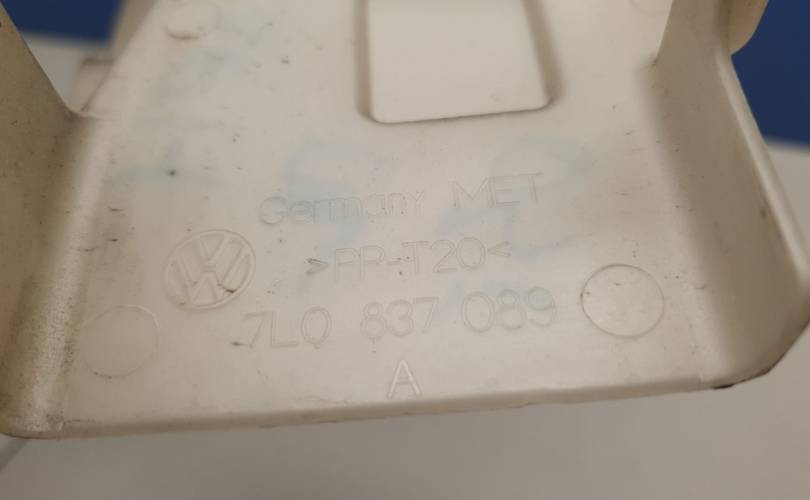 Germany MET
>PP-T20<
7L0 837 089
A